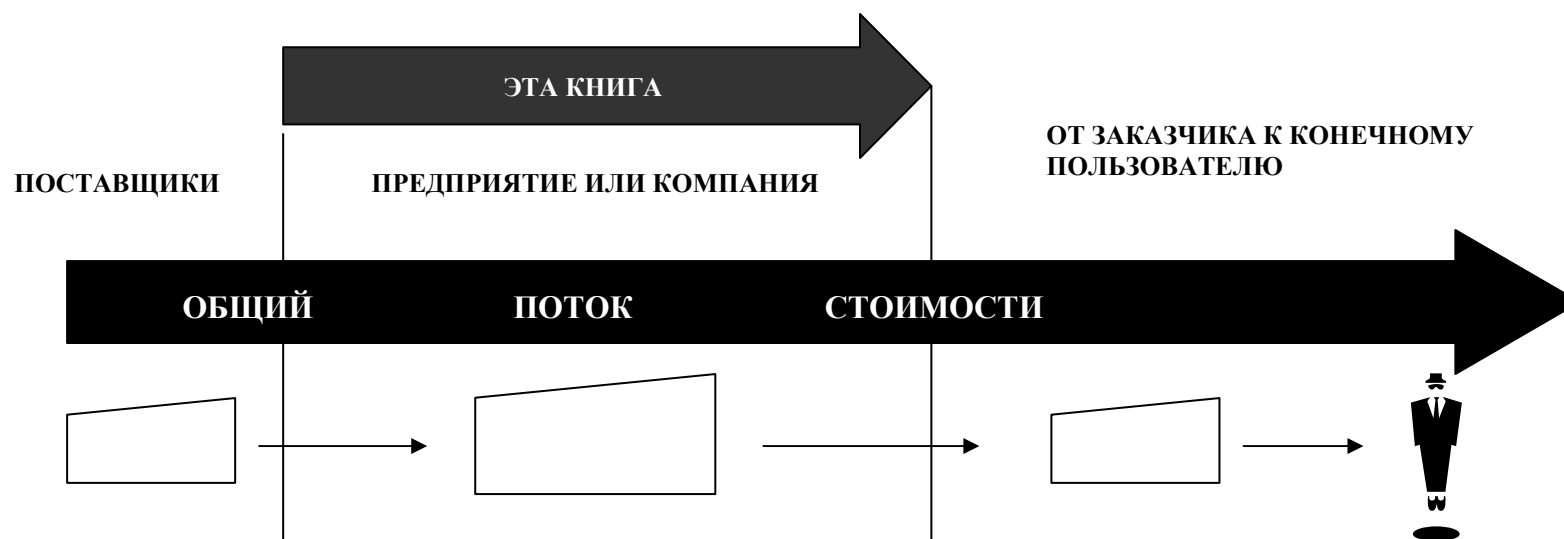 ЭТА КНИГА
ПОСТАВЩИКИ
ПРЕДПРИЯТИЕ ИЛИ КОМПАНИЯ
ОТ ЗАКАЗЧИКА К КОНЕЧНОМУ
ПОЛЬЗОВАТЕЛЮ
ОБЩИЙ ПОТОК СТОИМОСТИ